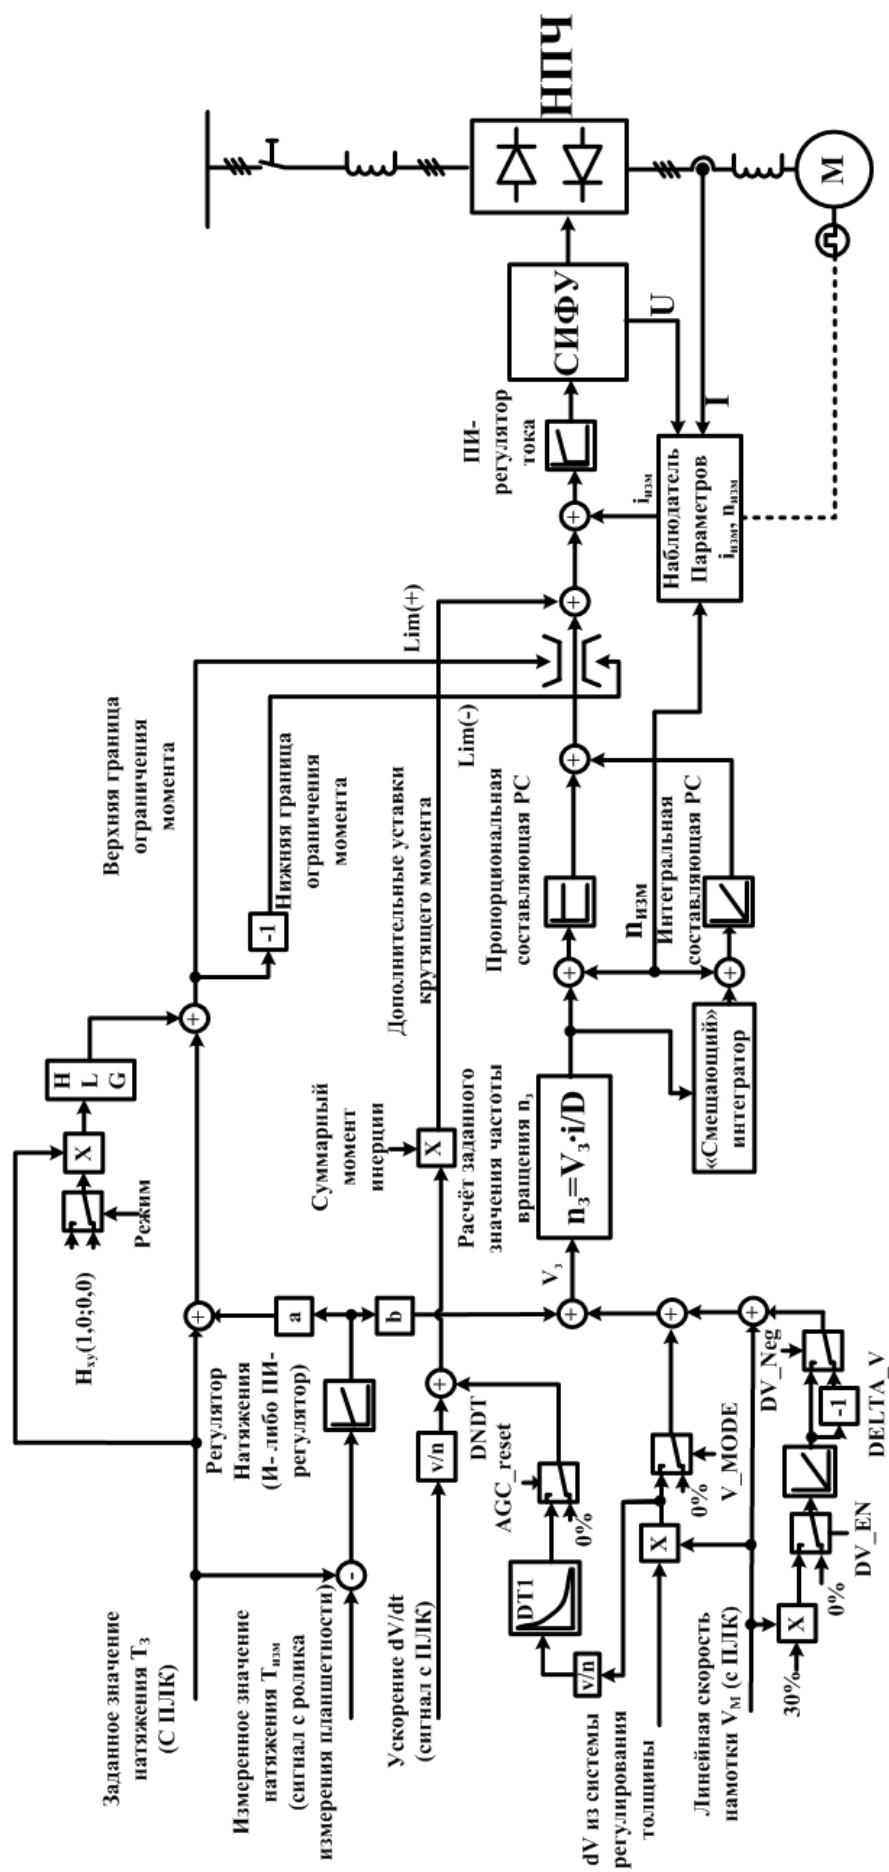 Заданное значение
натяжения Т₃
(С ПЛК)
Измеренное значение
натяжения Тизм
(сигнал с ролика
измерения планшетности)
Ускорение dV/dt
(сигнал с ПЛК)
dV из системы
регулирования
толщины
Линейная скорость
намотки VМ (с ПЛК)
30%
X
0%
DV_EN
-1
DELTA_V
DV_Neg
v/n
DT1
X
0%
V_MODE
AGC_reset
0%
v/n
DNDT
+
-
Регулятор
Натяжения
(И- либо ПИ-
регулятор)
a
b
+
+
+
+
Vз
Hxy(1,0;0,0)
Режим
X
H
L
G
+
Суммарный
момент
инерции
X
Расчёт заданного
значения частоты
вращения nз
nз=Vз·i/D
«Смещающий»
интегратор
+
+
-1
Верхняя граница
ограничения
момента
Нижняя граница
ограничения
момента
Дополнительные уставки
крутящего момента
Пропорциональная
составляющая РС
nизм
Интегральная
составляющая РС
+
Lim(+)
Lim(-)
+
+
iизм
ПИ-
регулятор
тока
Наблюдатель
Параметров
iизм, nизм
СИФУ
U
I
НПЧ
М